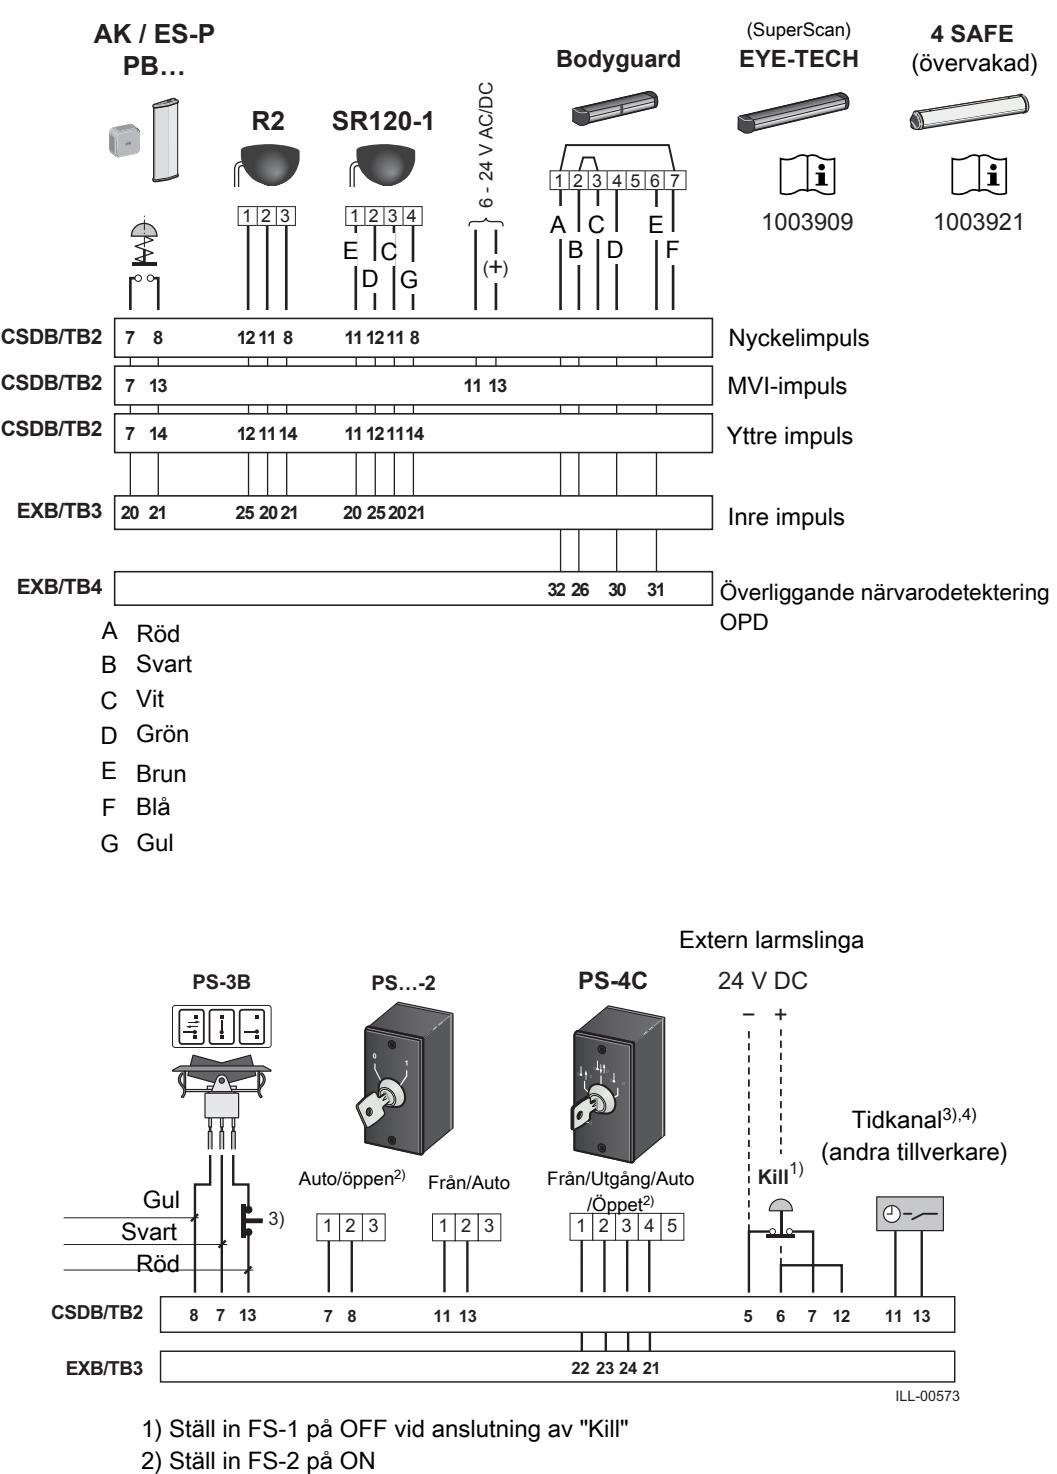 AK / ES-P
PB…
R2
SR120-1
6 - 24 V AC/DC
Bodyguard
(SuperScan)
EYE-TECH
4 SAFE
(övervakad)
1003909
1003921
1 2 3
1 2 3 4
1 2 3 4 5 6 7
E D C G
(+)
A B C D E F
CSDB/TB2 7 8 12 11 8 11 12 11 8 Nyckelimpuls
CSDB/TB2 7 13 11 13 MVI-impuls
CSDB/TB2 7 14 12 11 14 11 12 11 14 Yttre impuls
EXB/TB3 20 21 25 20 21 20 25 20 21 Inre impuls
EXB/TB4 32 26 30 31 Överliggande närvarodetektering
OPD
A Röd
B Svart
C Vit
D Grön
E Brun
F Blå
G Gul
Extern larmslinga
PS-3B
PS…-2
PS-4C
24 V DC
– +
0 1
Tidkanal3),4)
(andra tillverkare)
Kill1)
Auto/öppen2)
Från/Auto
Från/Utgång/Auto
/Öppet2)
Gul
Svart
Röd
3)
1 2 3
1 2 3
1 2 3 4 5
CSDB/TB2 8 7 13 7 8 11 13 5 6 7 12 11 13
EXB/TB3 22 23 24 21
ILL-00573
1) Ställ in FS-1 på OFF vid anslutning av "Kill"
2) Ställ in FS-2 på ON